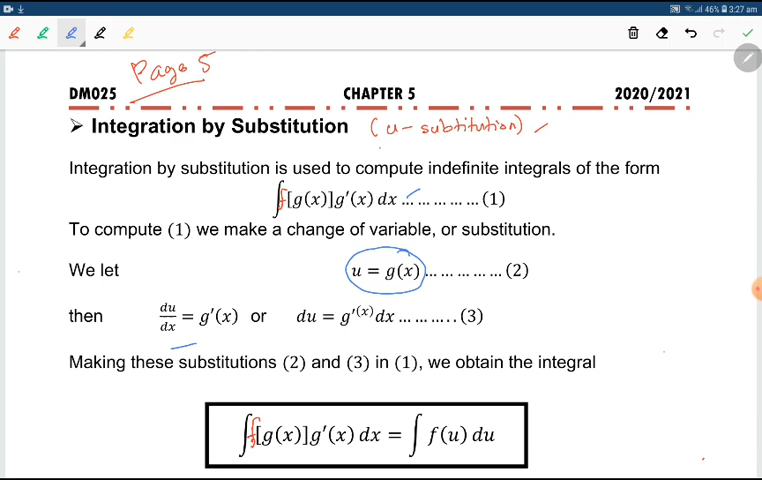 46% 3:27 am
Page 5
DM025 CHAPTER 5 2020/2021
➤ Integration by Substitution (u - subtitution)
Integration by substitution is used to compute indefinite integrals of the form
∫f[g(x)]g′(x) dx … … … … … (1)
To compute (1) we make a change of variable, or substitution.
We let u = g(x) … … … … … (2)
then du/dx = g′(x) or du = g′⁽ˣ⁾dx … … … . . (3)
Making these substitutions (2) and (3) in (1), we obtain the integral
∫f[g(x)]g′(x) dx = ∫ f(u) du